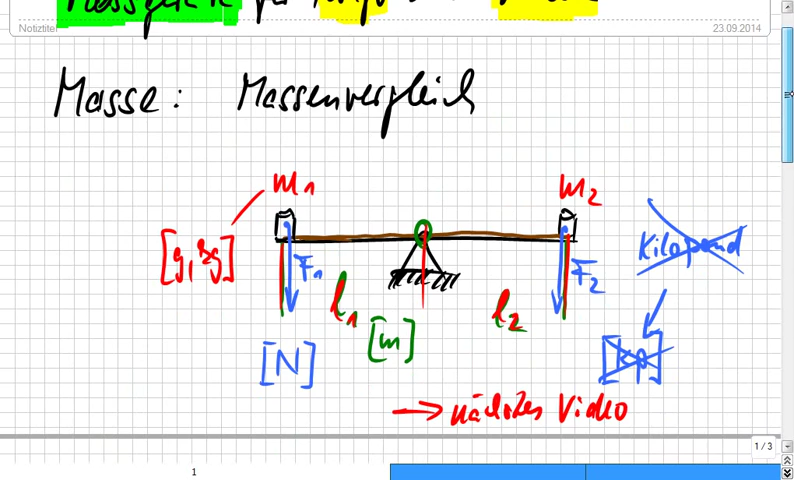 Notiztitel
23.09.2014
Masse: Massenvergleich
m1
m2
[g, kg]
F1
F2
Kilopond
l1
l2
[m]
[N]
[kp]
→ nächstes Video
1 / 3
1